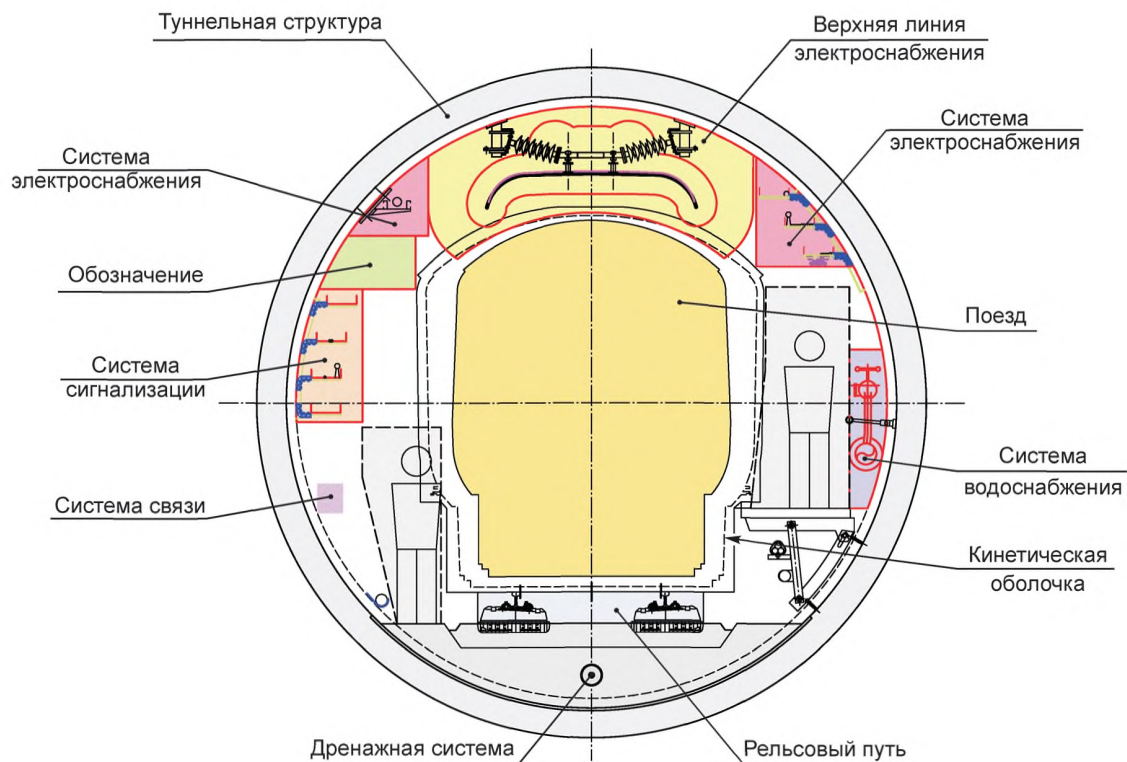 Туннельная структура
Верхняя линия
электроснабжения
Система
электроснабжения
Система
электроснабжения
Обозначение
Поезд
Система
сигнализации
Система
водоснабжения
Система связи
Кинетическая
оболочка
Дренажная система
Рельсовый путь